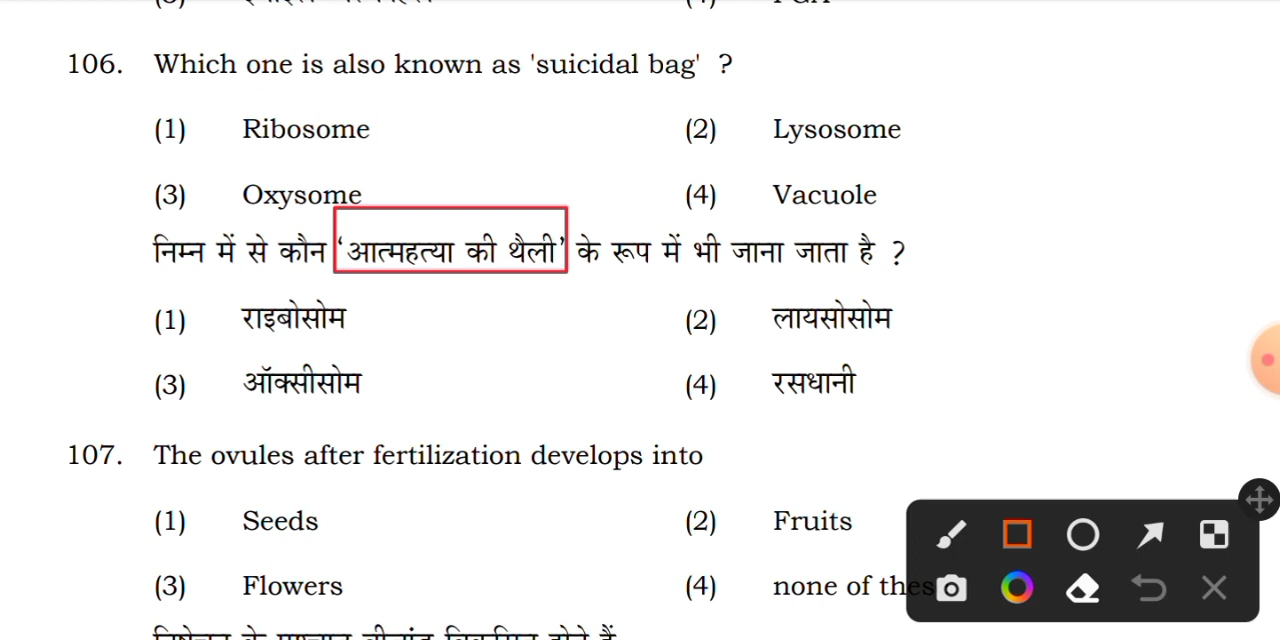 106. Which one is also known as 'suicidal bag' ?
(1) Ribosome (2) Lysosome
(3) Oxysome (4) Vacuole
निम्न में से कौन ‘आत्महत्या की थैली’ के रूप में भी जाना जाता है ?
(1) राइबोसोम (2) लायसोसोम
(3) ऑक्सीसोम (4) रसधानी
107. The ovules after fertilization develops into
(1) Seeds (2) Fruits
(3) Flowers (4) none of thes